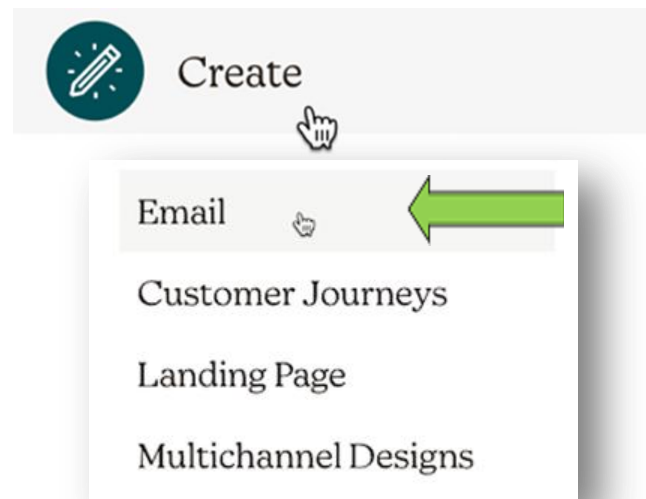 Create
Email
Customer Journeys
Landing Page
Multichannel Designs